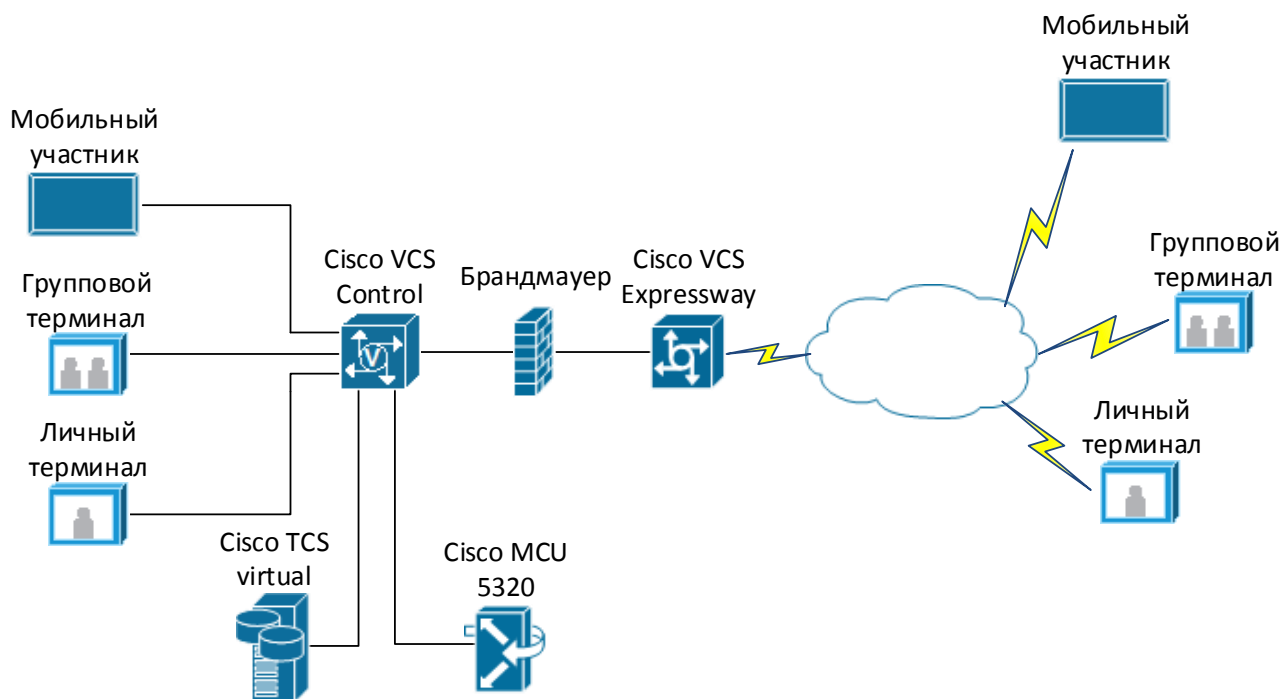 Мобильный
участник
Мобильный
участник
Cisco VCS
Control
Брандмауер
Cisco VCS
Expressway
Групповой
терминал
Групповой
терминал
Личный
терминал
Личный
терминал
Cisco TCS
virtual
Cisco MCU
5320
V